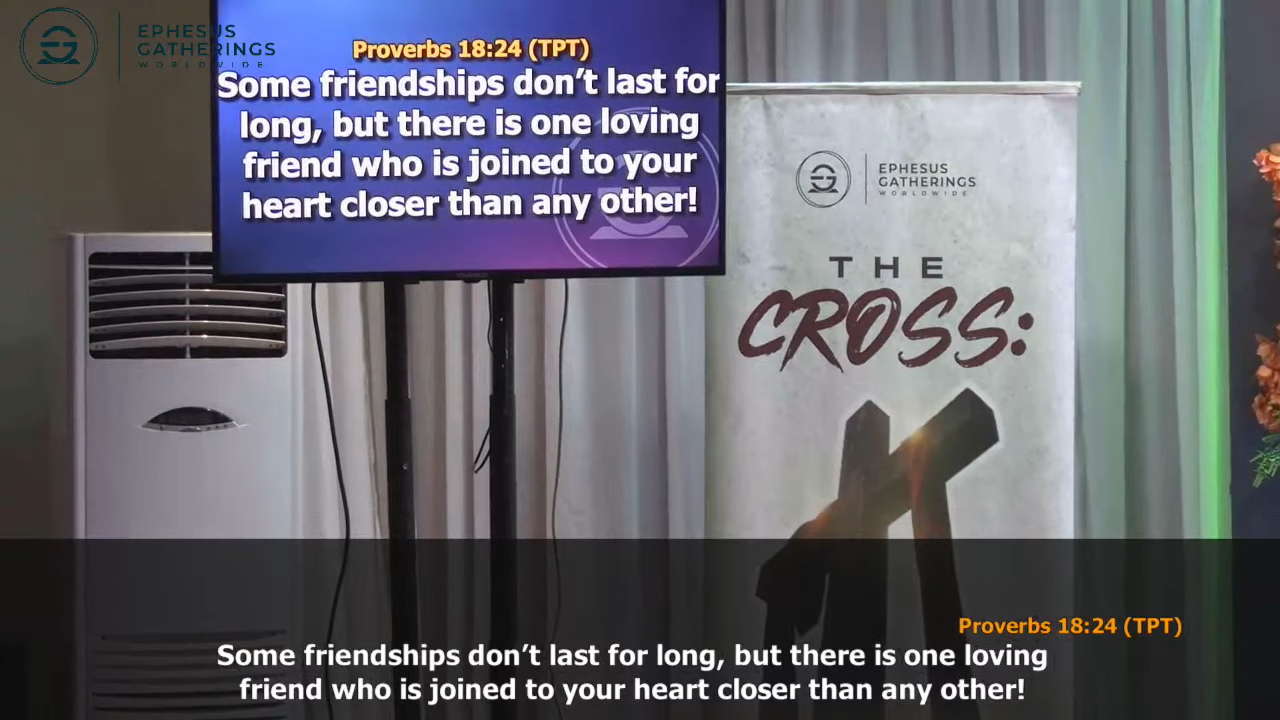 EPHESUS
GATHERINGS
WORLDWIDE
Proverbs 18:24 (TPT)
Some friendships don’t last for
long, but there is one loving
friend who is joined to your
heart closer than any other!
EPHESUS
GATHERINGS
WORLDWIDE
THE
CROSS:
Proverbs 18:24 (TPT)
Some friendships don’t last for long, but there is one loving
friend who is joined to your heart closer than any other!